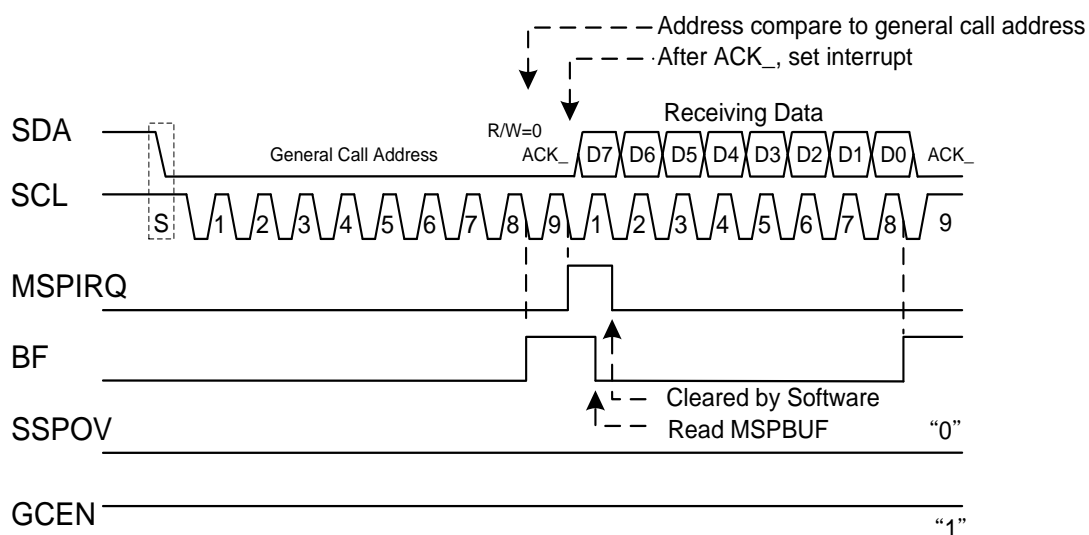 Address compare to general call address
After ACK_, set interrupt
SDA
R/W=0
Receiving Data
General Call Address
ACK_
D7 D6 D5 D4 D3 D2 D1 D0
ACK_
SCL
S
1 2 3 4 5 6 7 8 9 1 2 3 4 5 6 7 8 9
MSPIRQ
BF
Cleared by Software
Read MSPBUF
SSPOV
“0”
GCEN
“1”